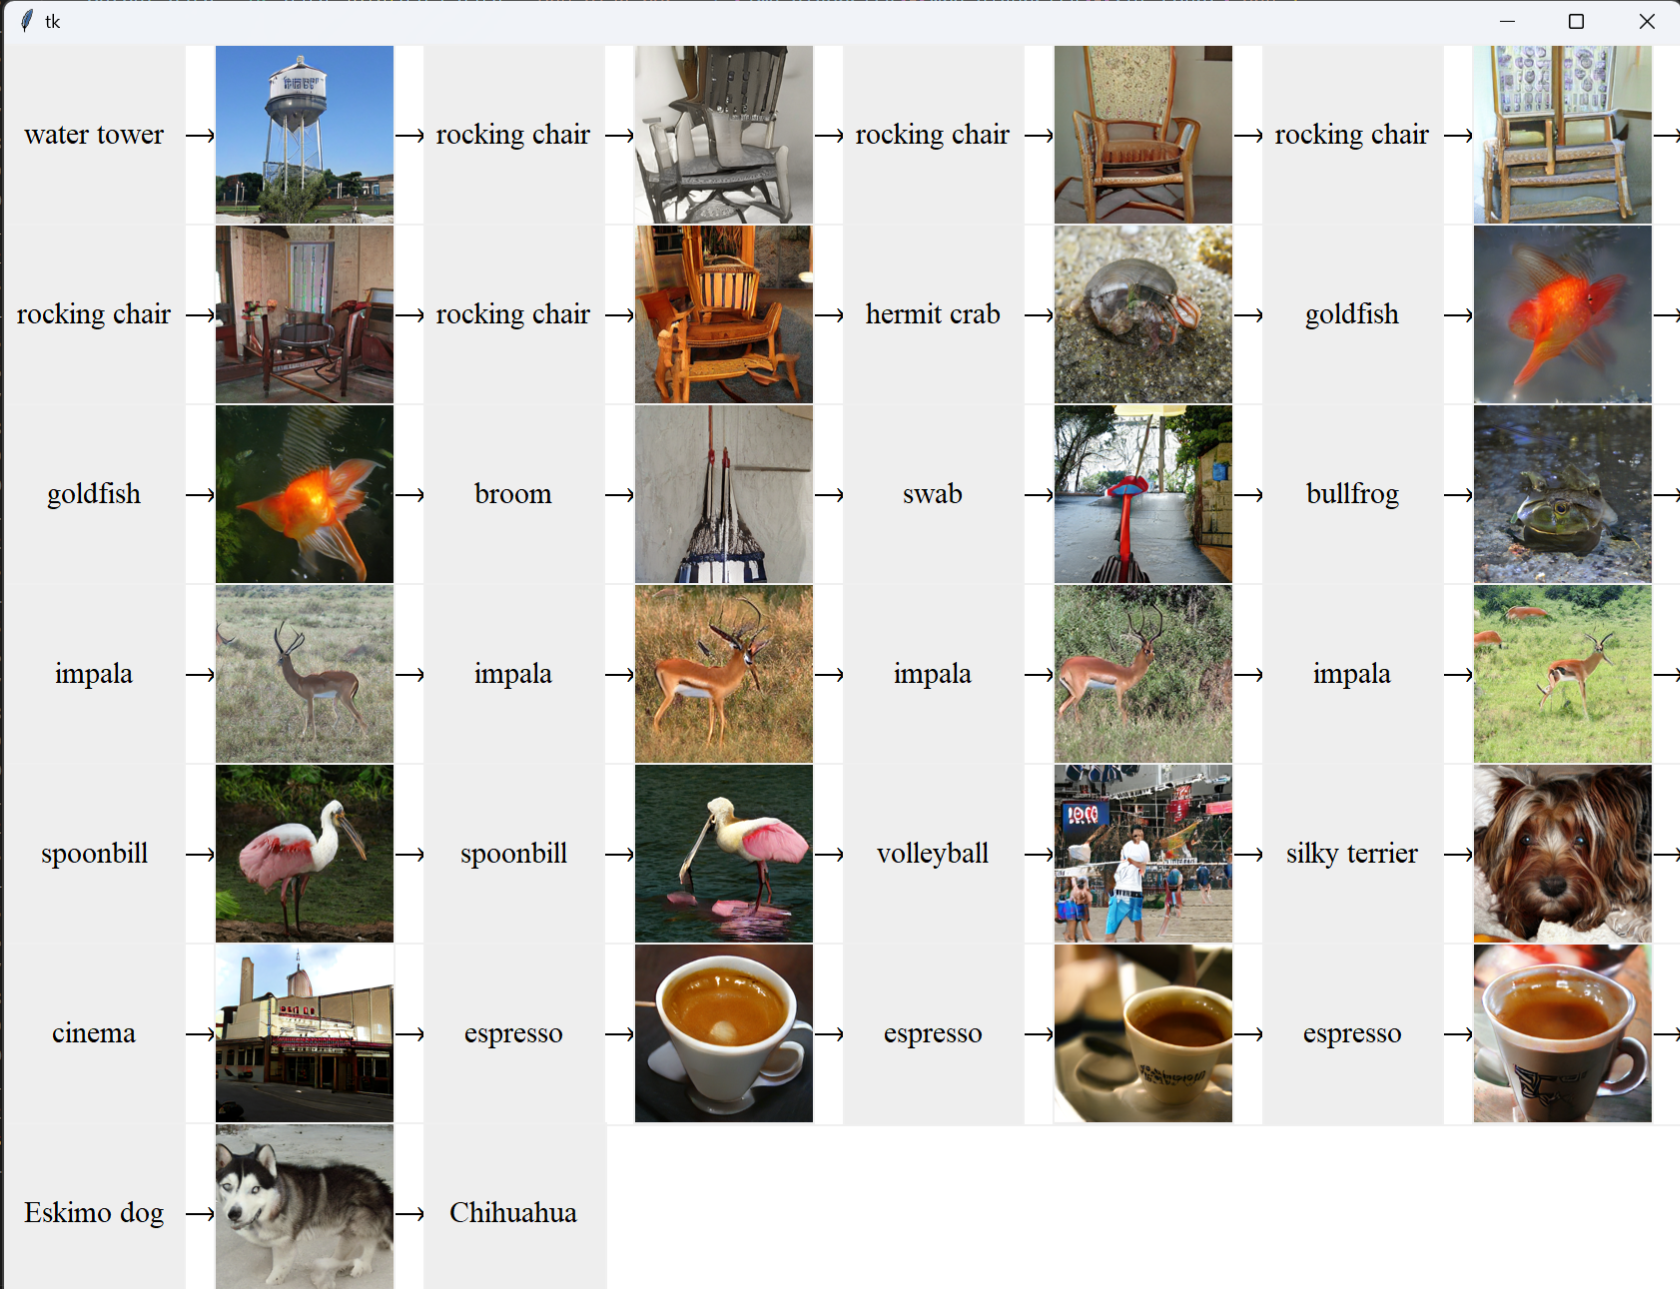 tk
water tower → rocking chair → rocking chair → rocking chair →
rocking chair → rocking chair → hermit crab → goldfish →
goldfish → broom → swab → bullfrog →
impala → impala → impala → impala →
spoonbill → spoonbill → volleyball → silky terrier →
cinema → espresso → espresso → espresso →
Eskimo dog → Chihuahua